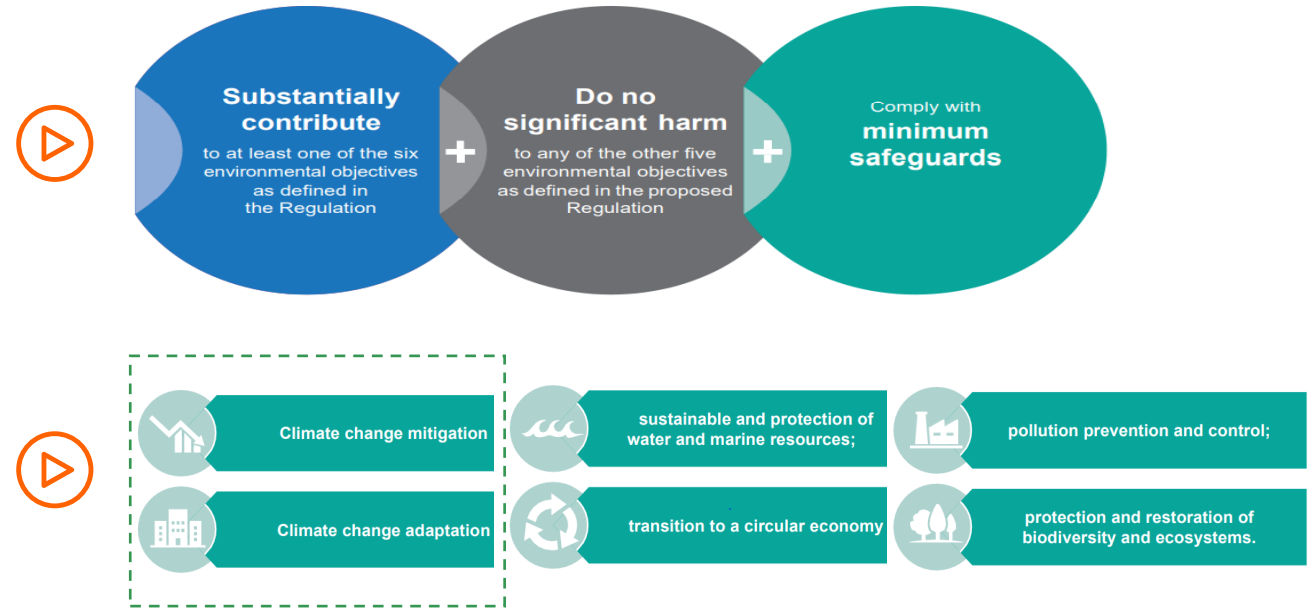 Substantially
contribute
to at least one of the six
environmental objectives
as defined in
the Regulation
+
Do no
significant harm
to any of the other five
environmental objectives
as defined in the proposed
Regulation
+
Comply with
minimum
safeguards
Climate change mitigation
sustainable and protection of
water and marine resources;
pollution prevention and control;
Climate change adaptation
transition to a circular economy
protection and restoration of
biodiversity and ecosystems.